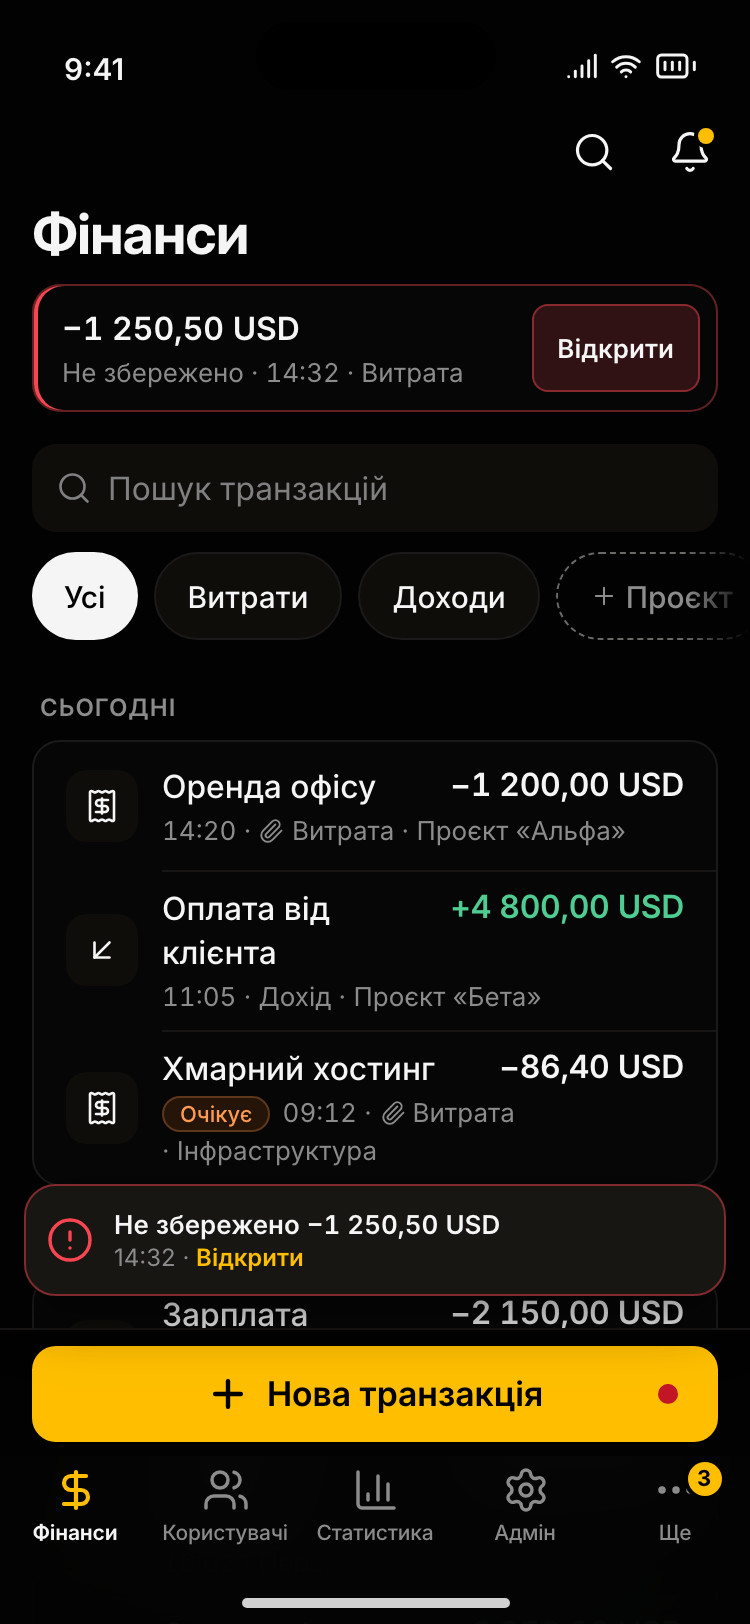 9:41
Фінанси
−1 250,50 USD
Не збережено · 14:32 · Витрата
Відкрити
Пошук транзакцій
Усі
Витрати
Доходи
+ Проєкт
СЬОГОДНІ
Оренда офісу
−1 200,00 USD
14:20 · Витрата · Проєкт «Альфа»
Оплата від
клієнта
+4 800,00 USD
11:05 · Дохід · Проєкт «Бета»
Хмарний хостинг
−86,40 USD
Очікує 09:12 · Витрата
· Інфраструктура
Не збережено −1 250,50 USD
14:32 · Відкрити
Зарплата
−2 150,00 USD
+ Нова транзакція
Фінанси
Користувачі
Статистика
Адмін
3
Ще